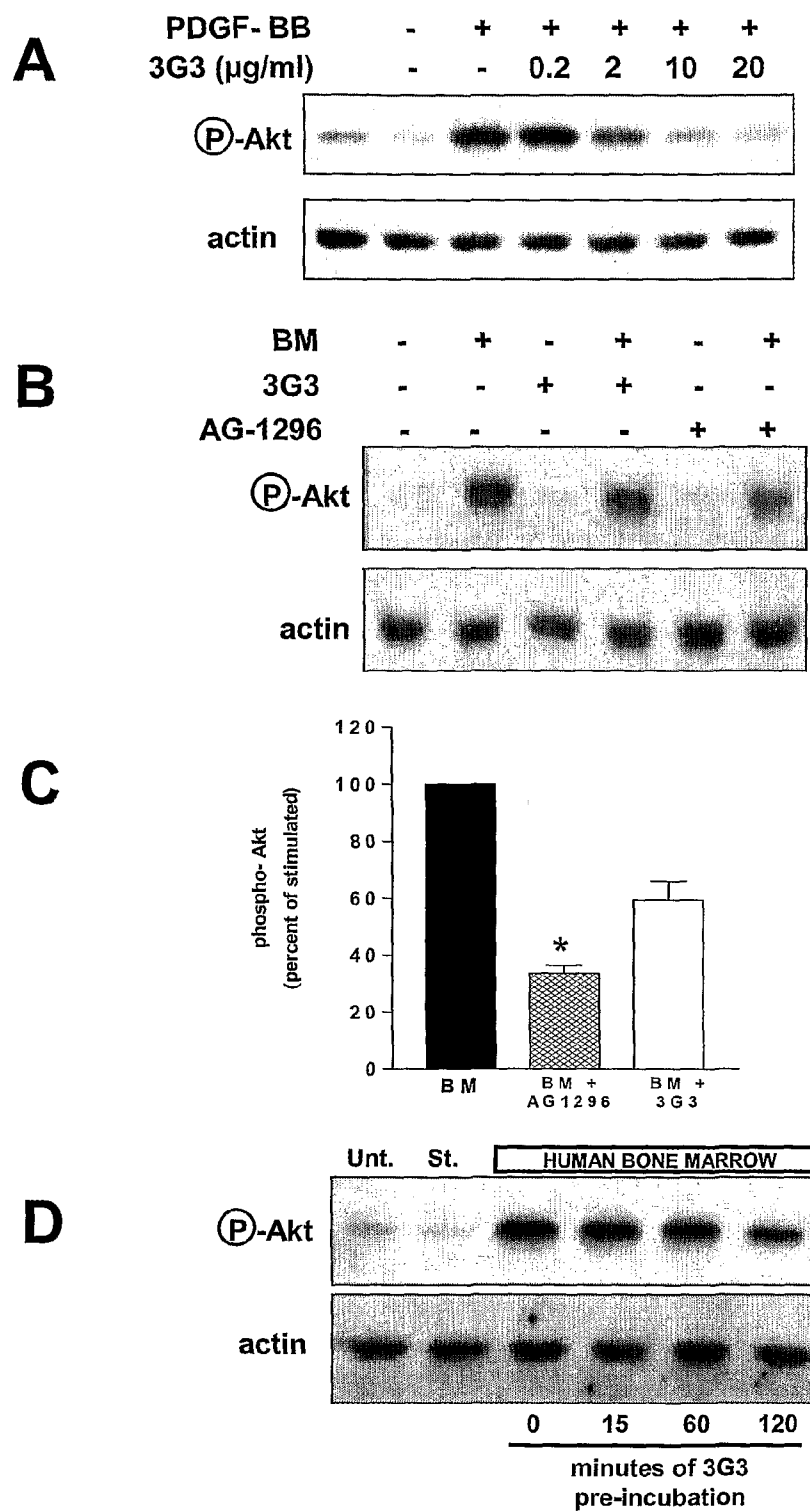 A
PDGF- BB - + + + + +
3G3 (µg/ml) - - 0.2 2 10 20
Ⓟ-Akt
actin
B
BM - + - + - +
3G3 - - + + - -
AG-1296 - - - - + +
Ⓟ-Akt
actin
C
phospho- Akt
(percent of stimulated)
120
100
80
60
40
20
0
*
BM
BM +
AG1296
BM +
3G3
D
Unt. St. HUMAN BONE MARROW
Ⓟ-Akt
actin
0 15 60 120
minutes of 3G3
pre-incubation